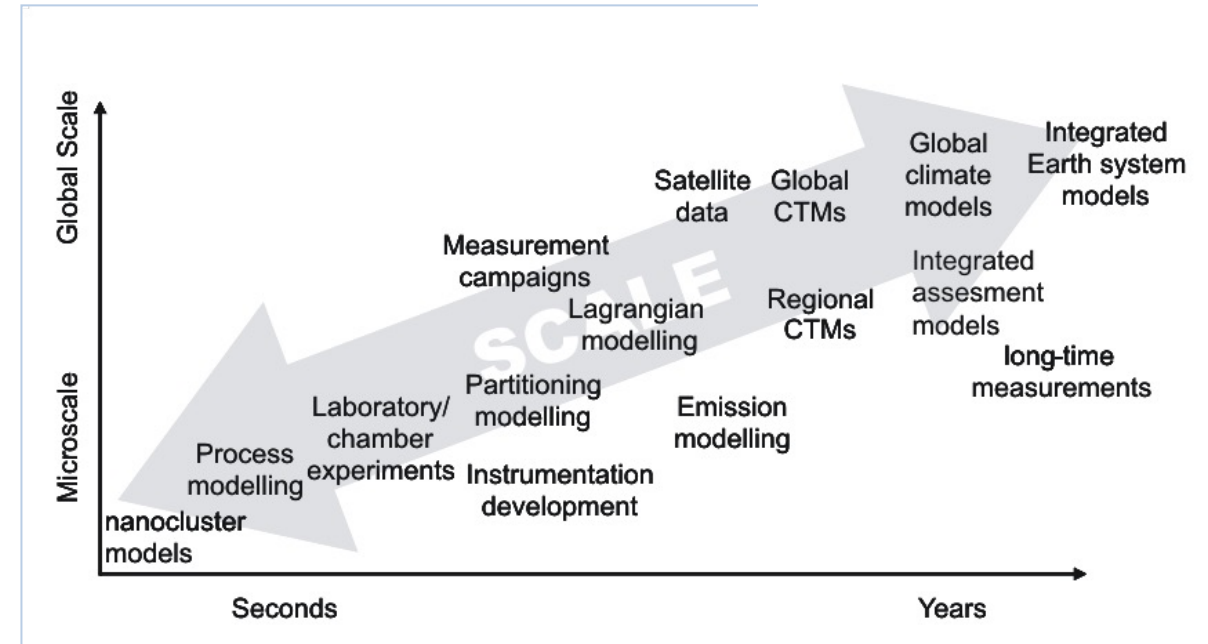 Global Scale
Microscale
Integrated
Earth system
models
Global
climate
models
Satellite
data
Global
CTMs
Measurement
campaigns
Integrated
assesment
models
Lagrangian
modelling
SCALE
Regional
CTMs
long-time
measurements
Partitioning
modelling
Emission
modelling
Laboratory/
chamber
experiments
Process
modelling
Instrumentation
development
nanocluster
models
Seconds
Years